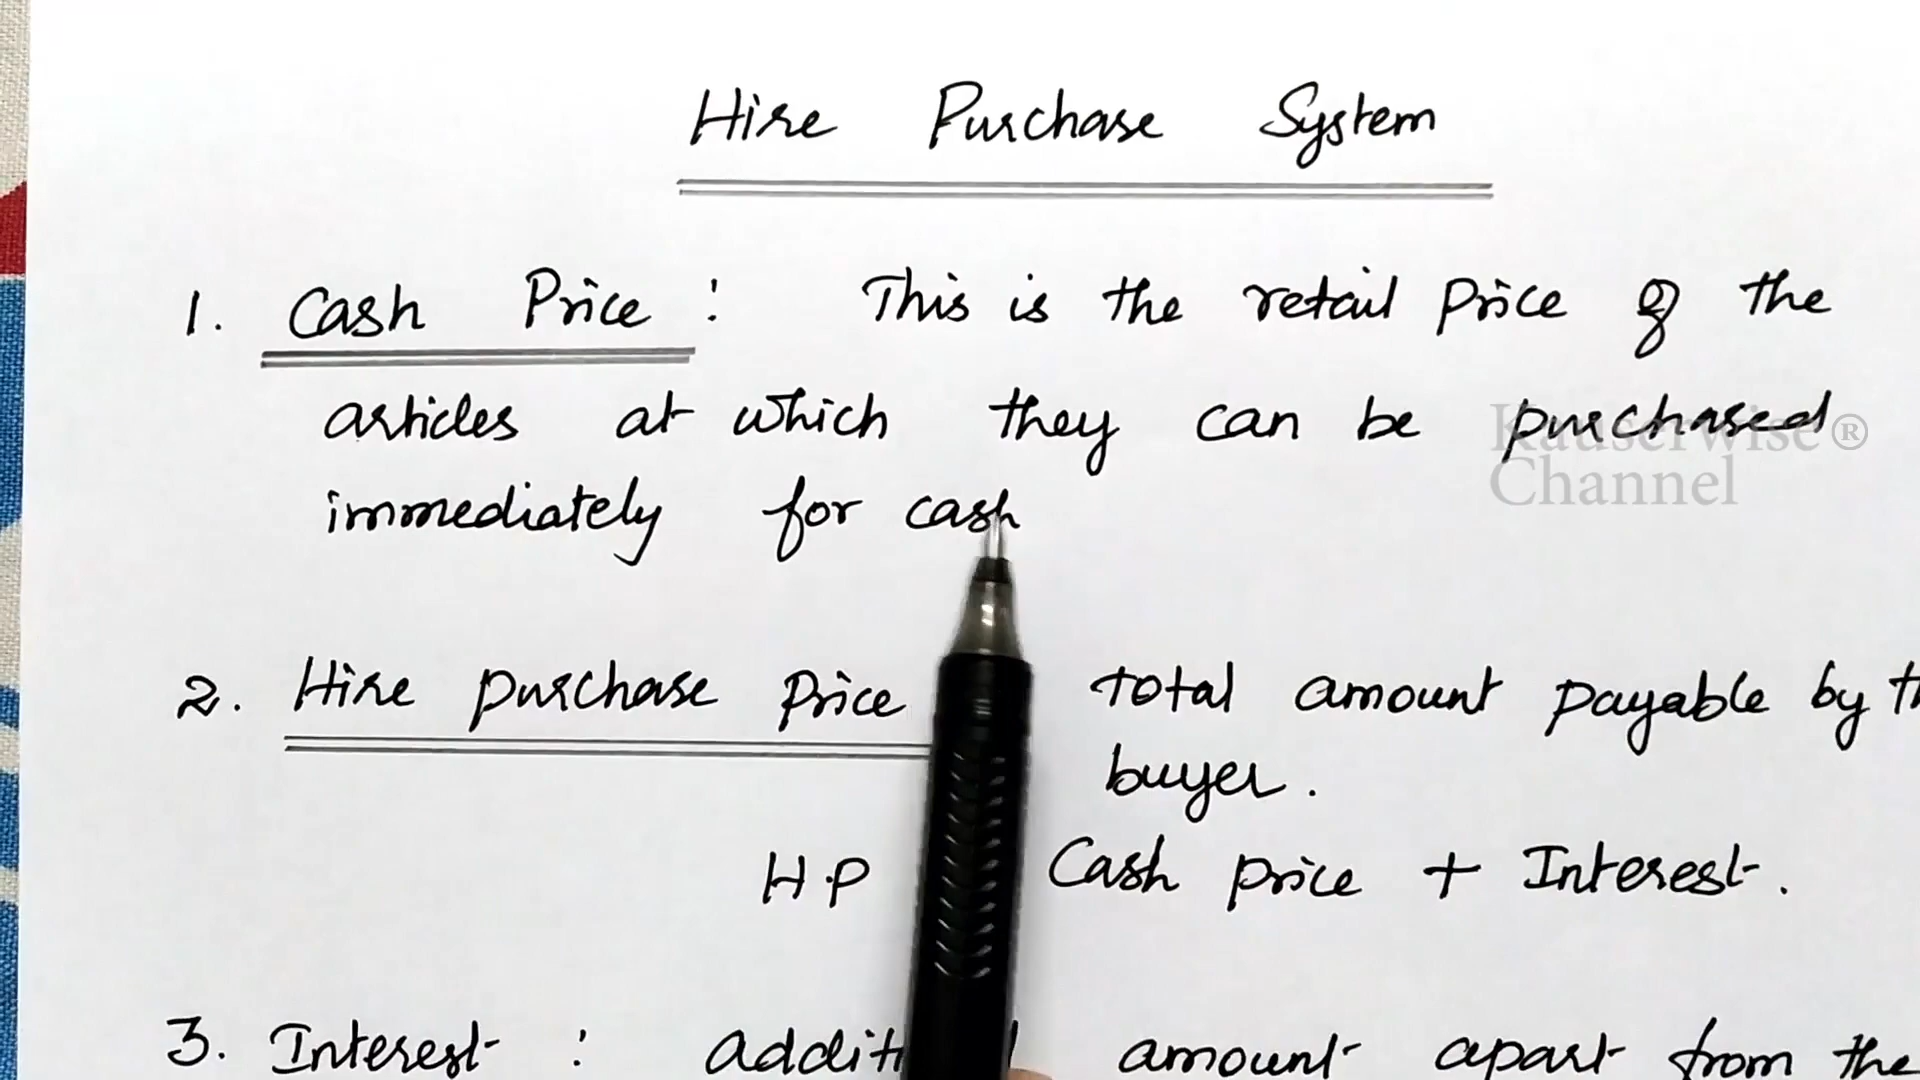 Hire Purchase System
1. Cash Price : This is the retail price of the
articles at which they can be purchased
immediately for cash
Kauserwise®
Channel
2. Hire purchase Price total amount payable by
buyer.
H.P Cash price + Interest.
3. Interest : amount apart from the